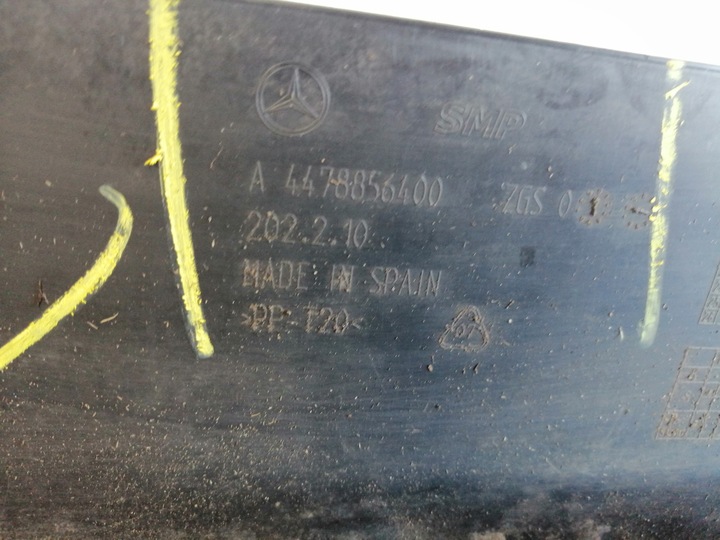 SMP
A 4478856400 ZGS 0
202.2.10
MADE IN SPAIN
>PP-T20<
07